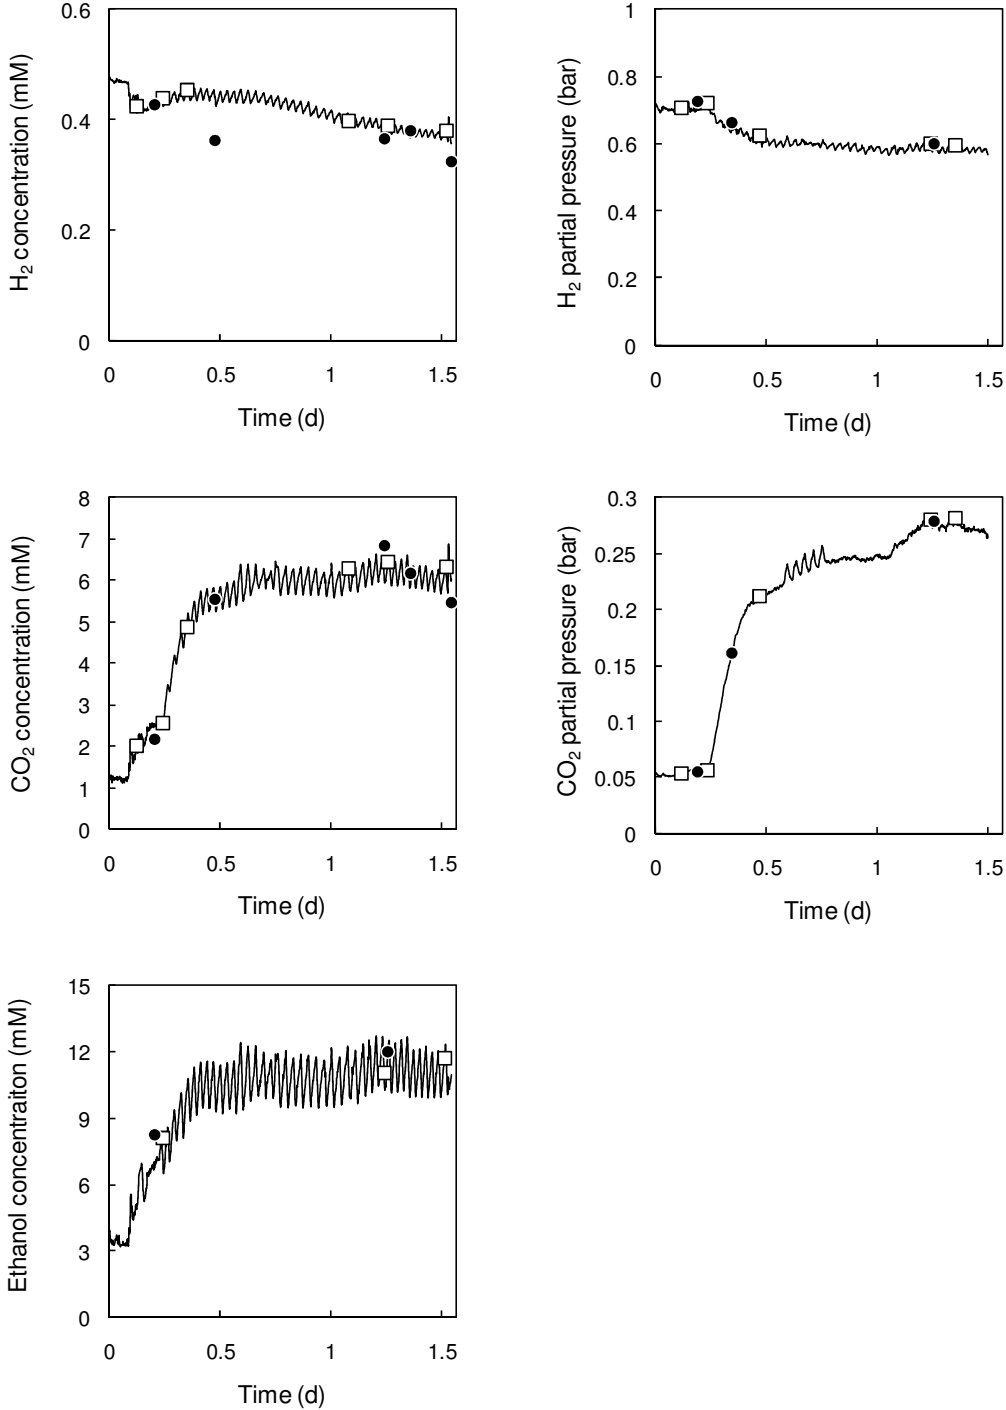 H2 concentration (mM)
0.6
0.4
0.2
0
0 0.5 1 1.5
Time (d)
H2 partial pressure (bar)
1
0.8
0.6
0.4
0.2
0
0 0.5 1 1.5
Time (d)
CO2 concentration (mM)
8
7
6
5
4
3
2
1
0
0 0.5 1 1.5
Time (d)
CO2 partial pressure (bar)
0.3
0.25
0.2
0.15
0.1
0.05
0
0 0.5 1 1.5
Time (d)
Ethanol concentraiton (mM)
15
12
9
6
3
0
0 0.5 1 1.5
Time (d)